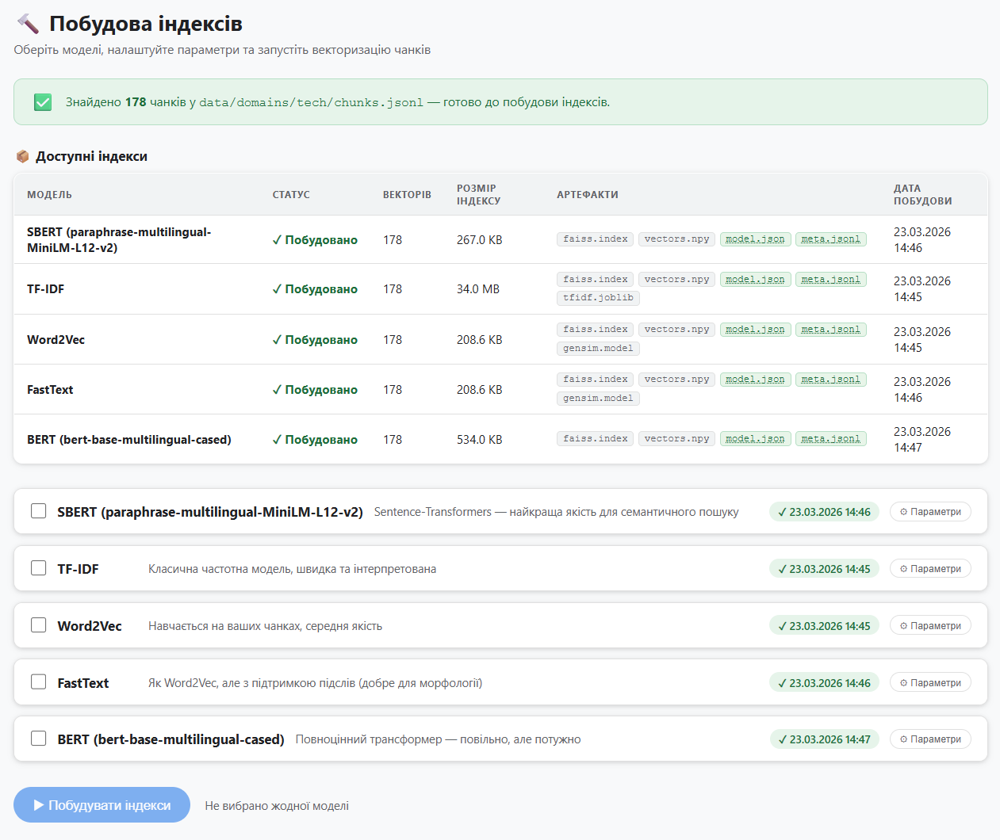 Побудова індексів
Оберіть моделі, налаштуйте параметри та запустіть векторизацію чанків
Знайдено 178 чанків у data/domains/tech/chunks.jsonl — готово до побудови індексів.
Доступні індекси
МОДЕЛЬ СТАТУС ВЕКТОРІВ РОЗМІР ІНДЕКСУ АРТЕФАКТИ ДАТА ПОБУДОВИ
SBERT (paraphrase-multilingual-
MiniLM-L12-v2)
✓ Побудовано 178 267.0 KB faiss.index vectors.npy model.json meta.jsonl
23.03.2026
14:46
TF-IDF ✓ Побудовано 178 34.0 MB
faiss.index vectors.npy model.json meta.jsonl
tfidf.joblib
23.03.2026
14:45
Word2Vec ✓ Побудовано 178 208.6 KB
faiss.index vectors.npy model.json meta.jsonl
gensim.model
23.03.2026
14:45
FastText ✓ Побудовано 178 208.6 KB
faiss.index vectors.npy model.json meta.jsonl
gensim.model
23.03.2026
14:46
BERT (bert-base-multilingual-cased) ✓ Побудовано 178 534.0 KB faiss.index vectors.npy model.json meta.jsonl
23.03.2026
14:47
SBERT (paraphrase-multilingual-MiniLM-L12-v2) Sentence-Transformers — найкраща якість для семантичного пошуку ✓ 23.03.2026 14:46 ⚙ Параметри
TF-IDF Класична частотна модель, швидка та інтерпретована ✓ 23.03.2026 14:45 ⚙ Параметри
Word2Vec Навчається на ваших чанках, середня якість ✓ 23.03.2026 14:45 ⚙ Параметри
FastText Як Word2Vec, але з підтримкою підслів (добре для морфології) ✓ 23.03.2026 14:46 ⚙ Параметри
BERT (bert-base-multilingual-cased) Повноцінний трансформер — повільно, але потужно ✓ 23.03.2026 14:47 ⚙ Параметри
▶ Побудувати індекси Не вибрано жодної моделі